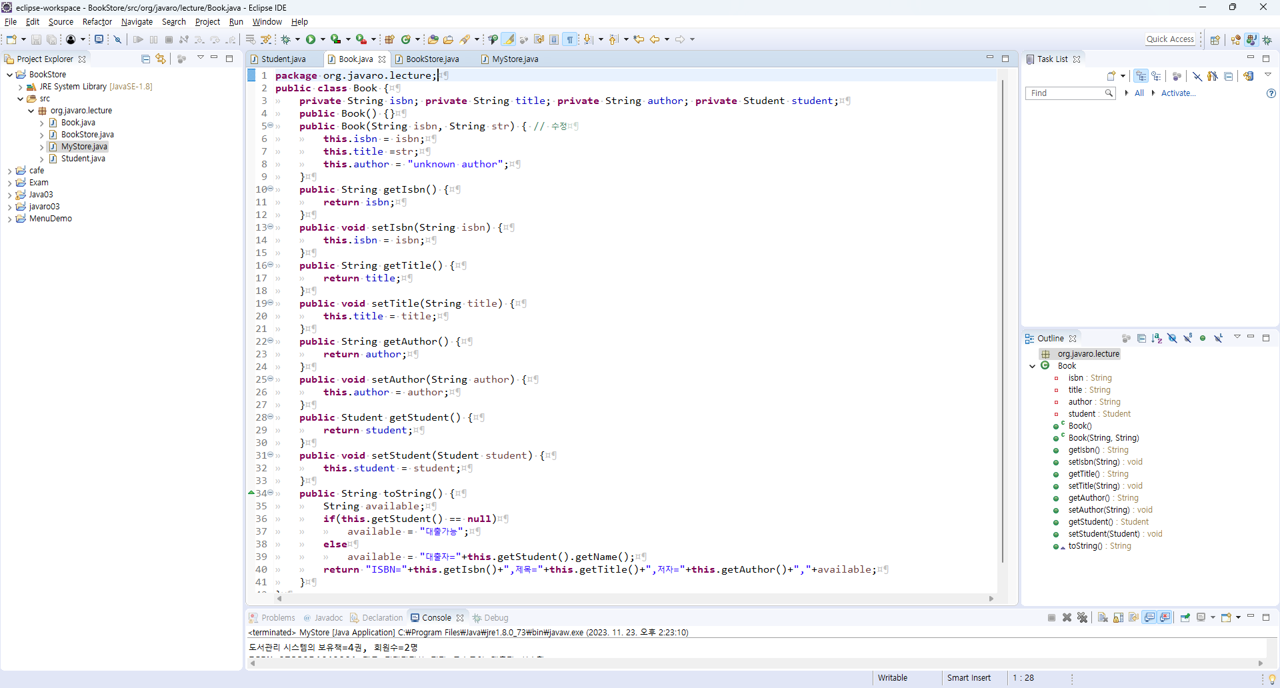 eclipse-workspace - BookStore/src/org/javaro/lecture/Book.java - Eclipse IDE
File Edit Source Refactor Navigate Search Project Run Window Help
Quick Access
Project Explorer
BookStore
JRE System Library [JavaSE-1.8]
src
org.javaro.lecture
Book.java
BookStore.java
MyStore.java
Student.java
cafe
Exam
Java03
javaro03
MenuDemo
Student.java Book.java BookStore.java MyStore.java
1 package org.javaro.lecture;
2 public class Book {
3 private String isbn; private String title; private String author; private Student student;
4 public Book() {}
5 public Book(String isbn, String str) { // 수정
6 this.isbn = isbn;
7 this.title =str;
8 this.author = "unknown author";
9 }
10 public String getIsbn() {
11 return isbn;
12 }
13 public void setIsbn(String isbn) {
14 this.isbn = isbn;
15 }
16 public String getTitle() {
17 return title;
18 }
19 public void setTitle(String title) {
20 this.title = title;
21 }
22 public String getAuthor() {
23 return author;
24 }
25 public void setAuthor(String author) {
26 this.author = author;
27 }
28 public Student getStudent() {
29 return student;
30 }
31 public void setStudent(Student student) {
32 this.student = student;
33 }
34 public String toString() {
35 String available;
36 if(this.getStudent() == null)
37 available = "대출가능";
38 else
39 available = "대출자="+this.getStudent().getName();
40 return "ISBN="+this.getIsbn()+",제목="+this.getTitle()+",저자="+this.getAuthor()+","+available;
41 }
Task List
Find All Activate...
Outline
org.javaro.lecture
Book
isbn : String
title : String
author : String
student : Student
Book()
Book(String, String)
getIsbn() : String
setIsbn(String) : void
getTitle() : String
setTitle(String) : void
getAuthor() : String
setAuthor(String) : void
getStudent() : Student
setStudent(Student) : void
toString() : String
Problems Javadoc Declaration Console Debug
<terminated> MyStore [Java Application] C:₩Program Files₩Java₩jre1.8.0_73₩bin₩javaw.exe (2023. 11. 23. 오후 2:23:10)
도서관리 시스템의 보유책=4권, 회원수=2명
Writable Smart Insert 1 : 28